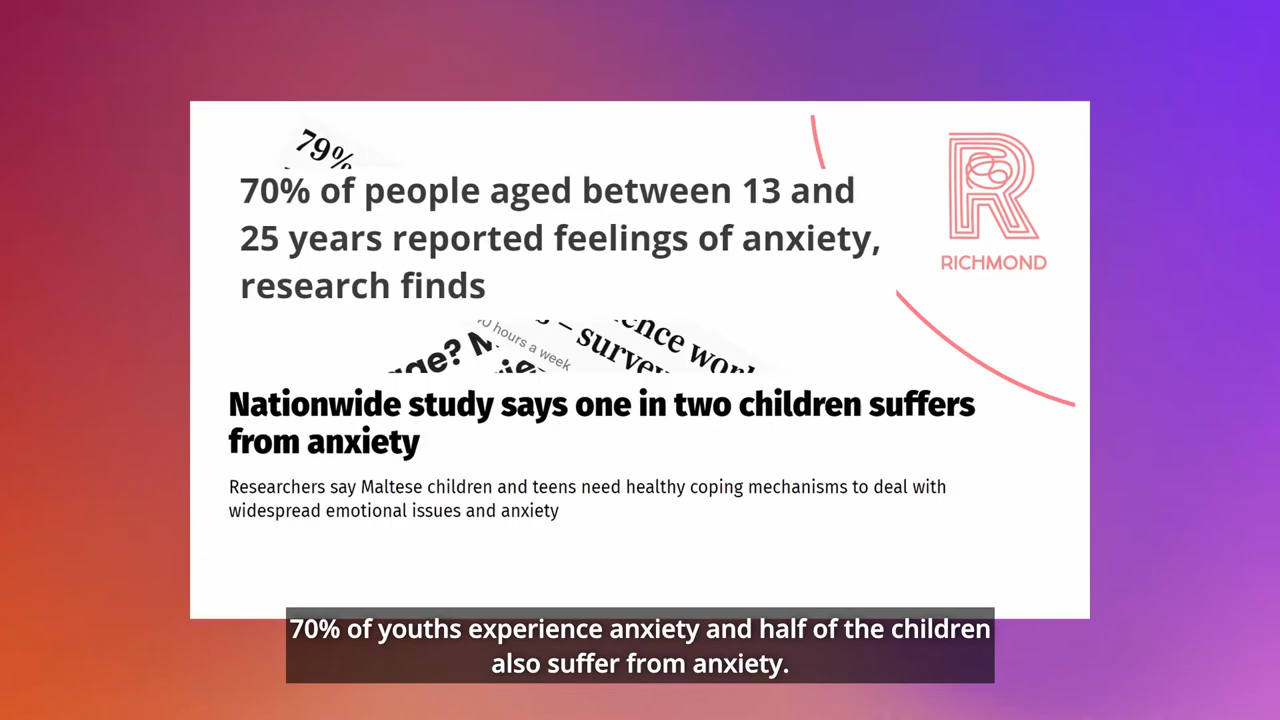 79%
70% of people aged between 13 and
25 years reported feelings of anxiety,
research finds
RICHMOND
hours a week
– survey
Nationwide study says one in two children suffers
from anxiety
Researchers say Maltese children and teens need healthy coping mechanisms to deal with
widespread emotional issues and anxiety
70% of youths experience anxiety and half of the children
also suffer from anxiety.